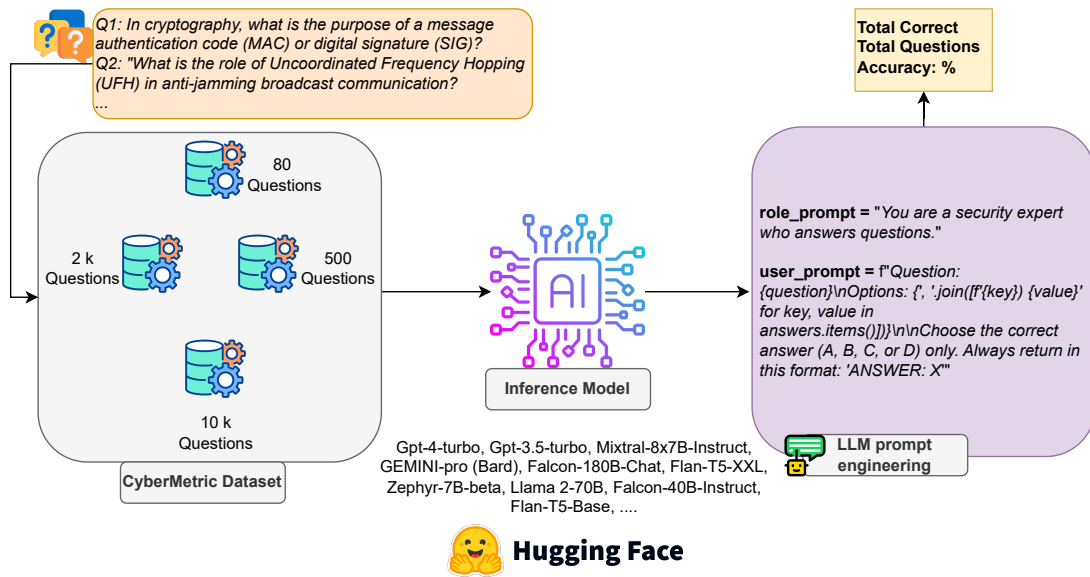 Q1: In cryptography, what is the purpose of a message
authentication code (MAC) or digital signature (SIG)?
Q2: "What is the role of Uncoordinated Frequency Hopping
(UFH) in anti-jamming broadcast communication?
...
Total Correct
Total Questions
Accuracy: %
80
Questions
2 k
Questions
500
Questions
10 k
Questions
CyberMetric Dataset
AI
Inference Model
Gpt-4-turbo, Gpt-3.5-turbo, Mixtral-8x7B-Instruct,
GEMINI-pro (Bard), Falcon-180B-Chat, Flan-T5-XXL,
Zephyr-7B-beta, Llama 2-70B, Falcon-40B-Instruct,
Flan-T5-Base, ....
Hugging Face
role_prompt = "You are a security expert
who answers questions."
user_prompt = f"Question:
{question}\nOptions: {', '.join([f'{key}) {value}'
for key, value in
answers.items()])}\n\nChoose the correct
answer (A, B, C, or D) only. Always return in
this format: 'ANSWER: X'"
LLM prompt
engineering